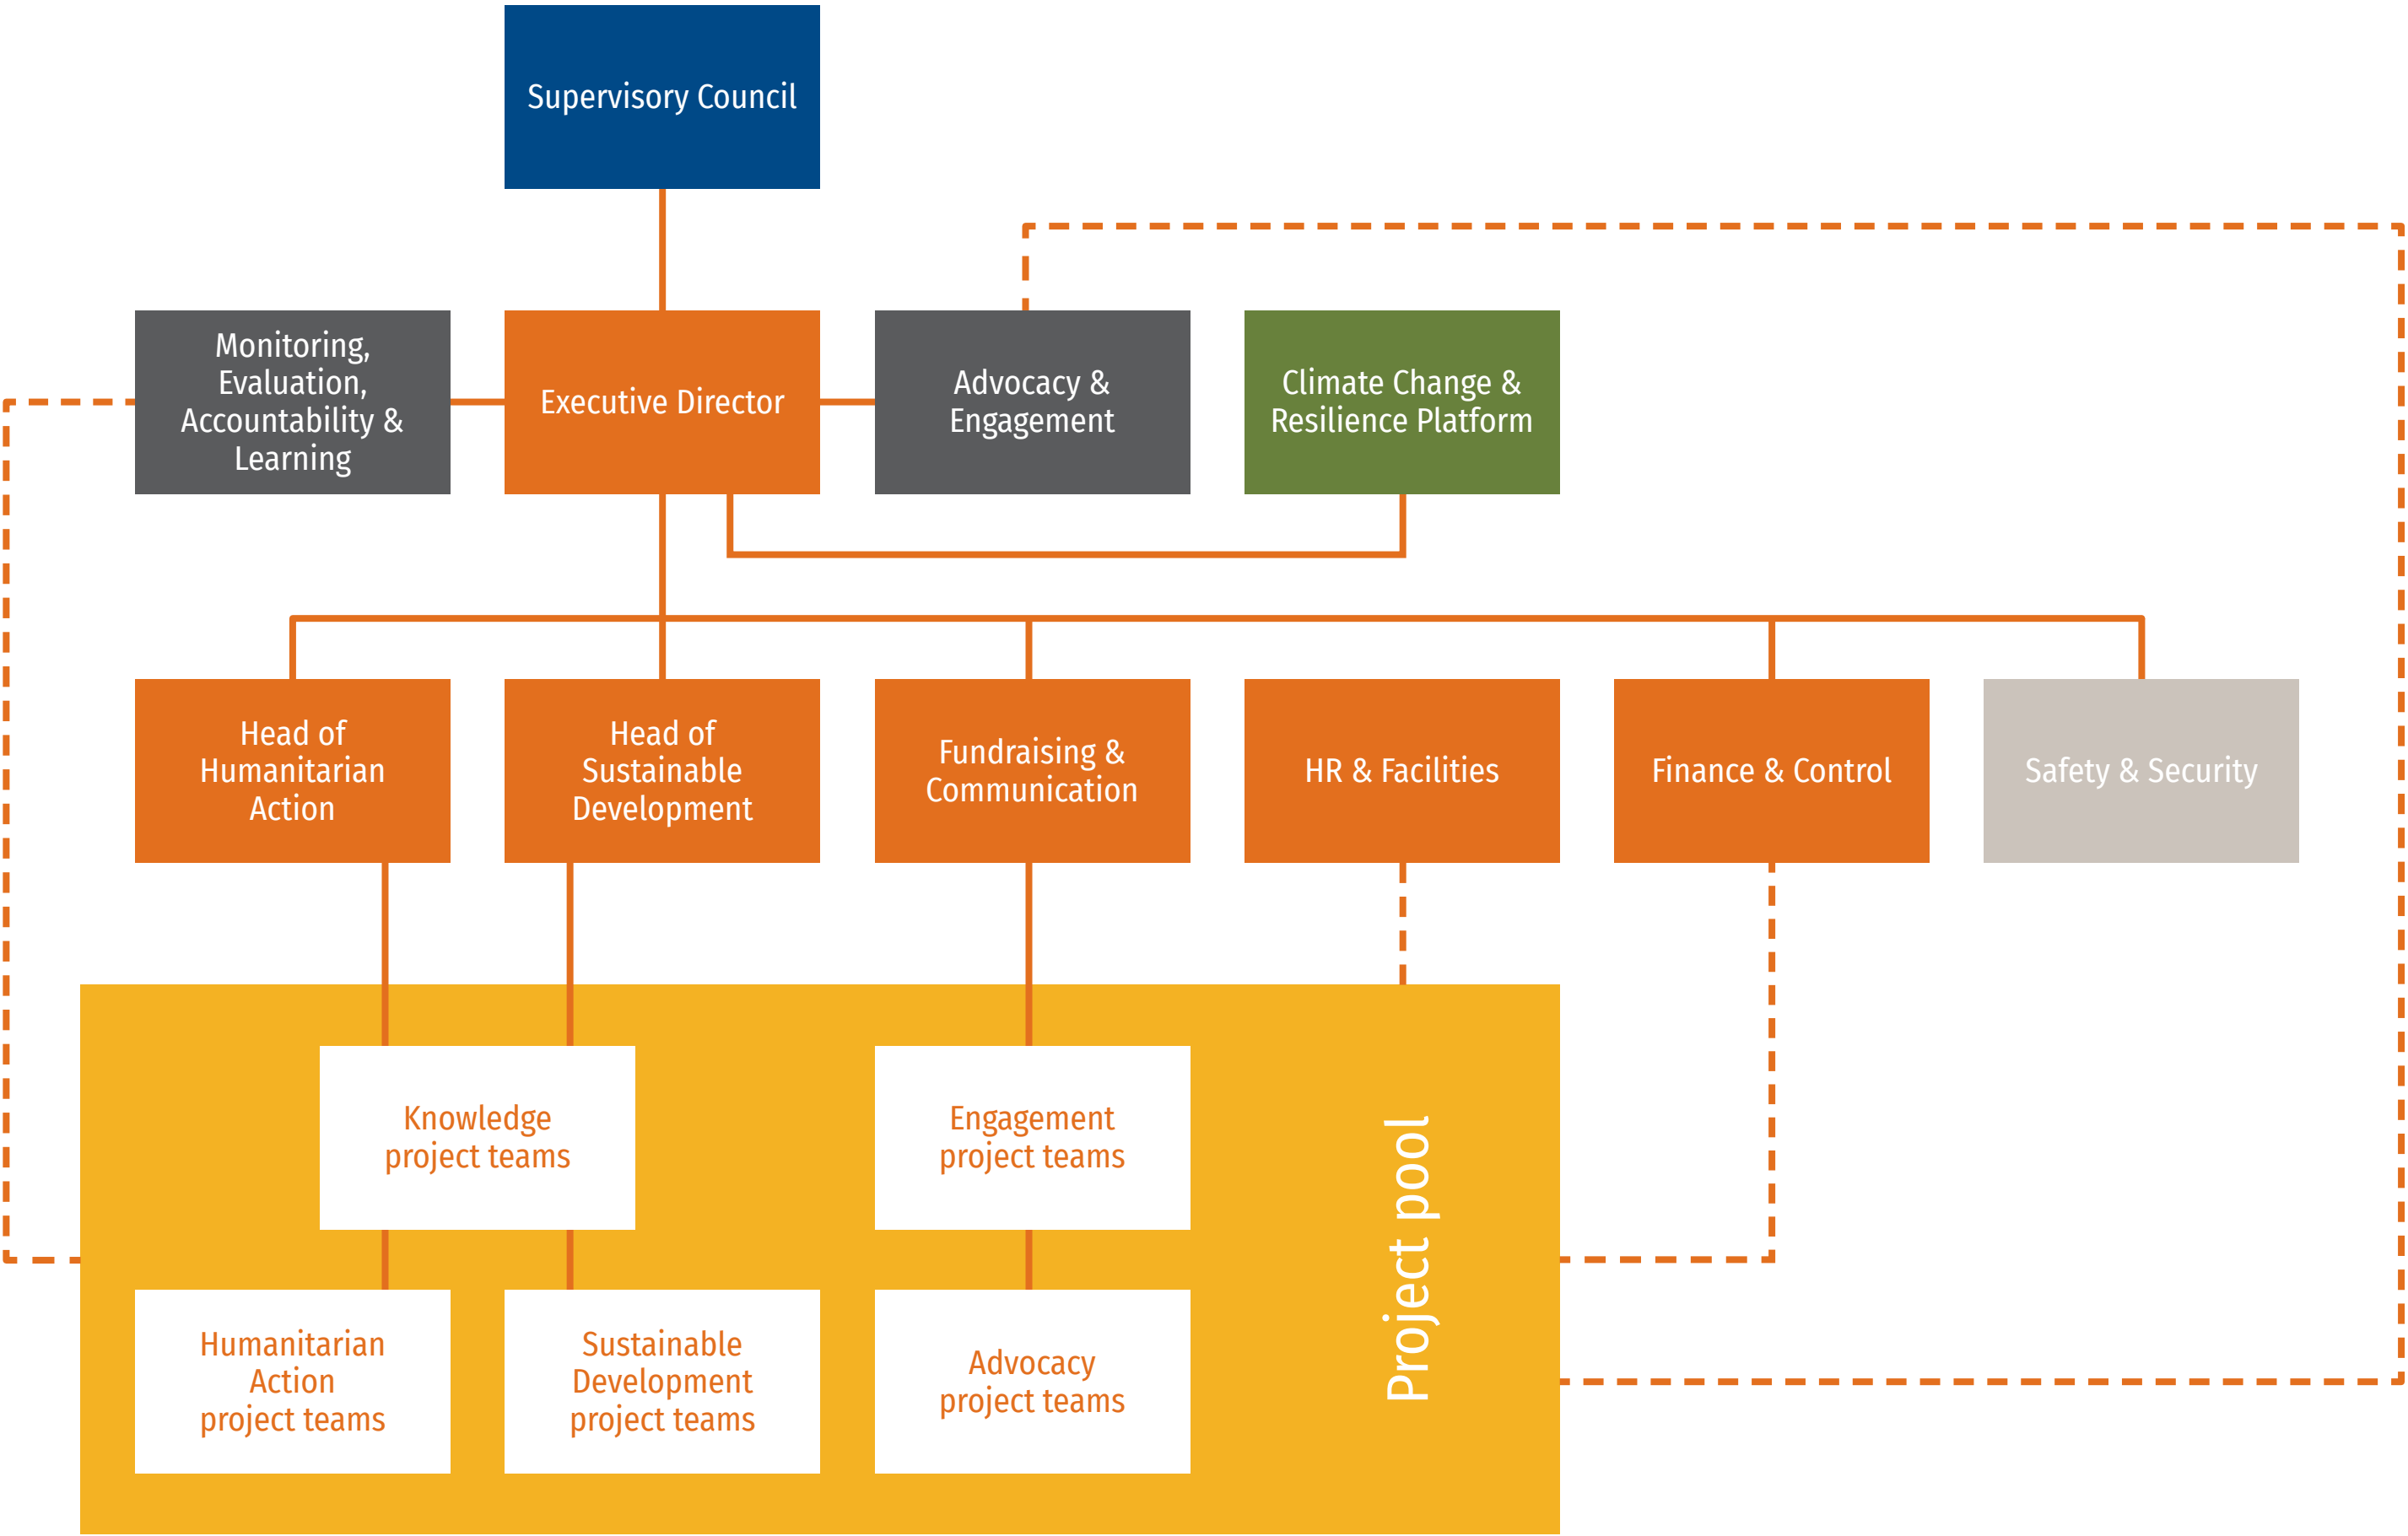 Supervisory Council
Monitoring,
Evaluation,
Accountability &
Learning
Executive Director
Advocacy &
Engagement
Climate Change &
Resilience Platform
Head of
Humanitarian
Action
Head of
Sustainable
Development
Fundraising &
Communication
HR & Facilities
Finance & Control
Safety & Security
Knowledge
project teams
Engagement
project teams
Project pool
Humanitarian
Action
project teams
Sustainable
Development
project teams
Advocacy
project teams